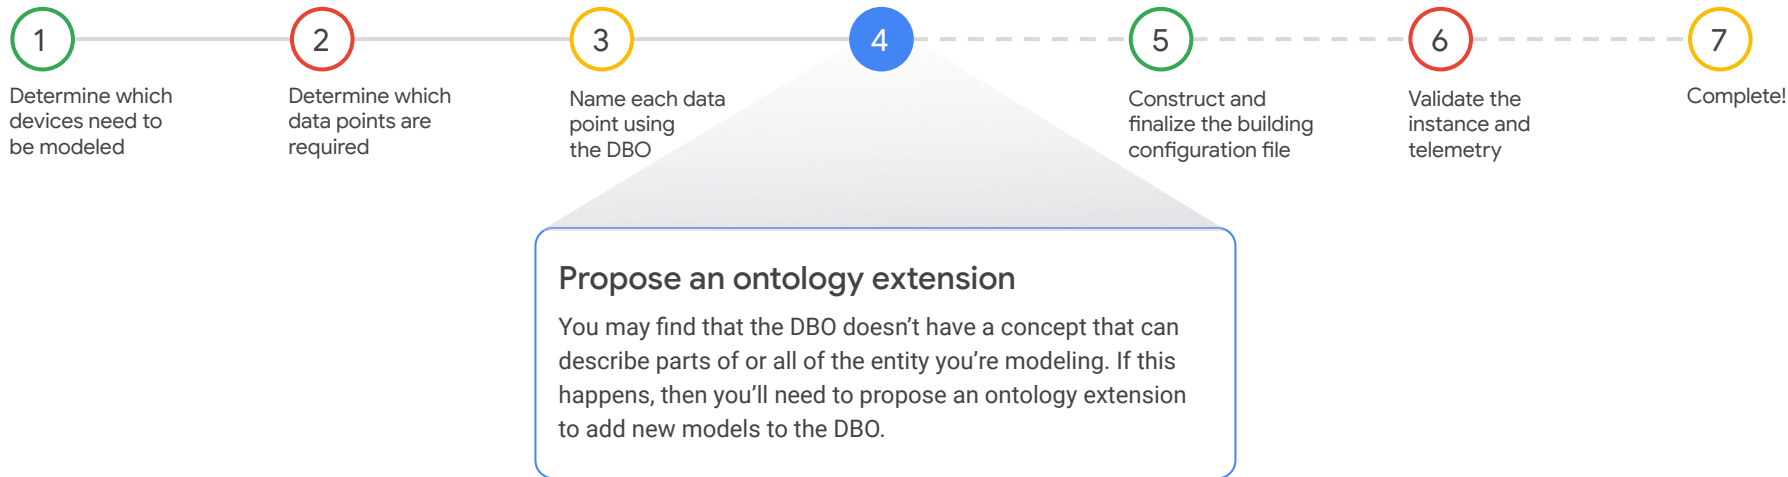 1
2
3
4
5
6
7
Determine which
devices need to
be modeled
Determine which
data points are
required
Name each data
point using
the DBO
Construct and
finalize the building
configuration file
Validate the
instance and
telemetry
Complete!
Propose an ontology extension
You may find that the DBO doesn’t have a concept that can
describe parts of or all of the entity you’re modeling. If this
happens, then you’ll need to propose an ontology extension
to add new models to the DBO.